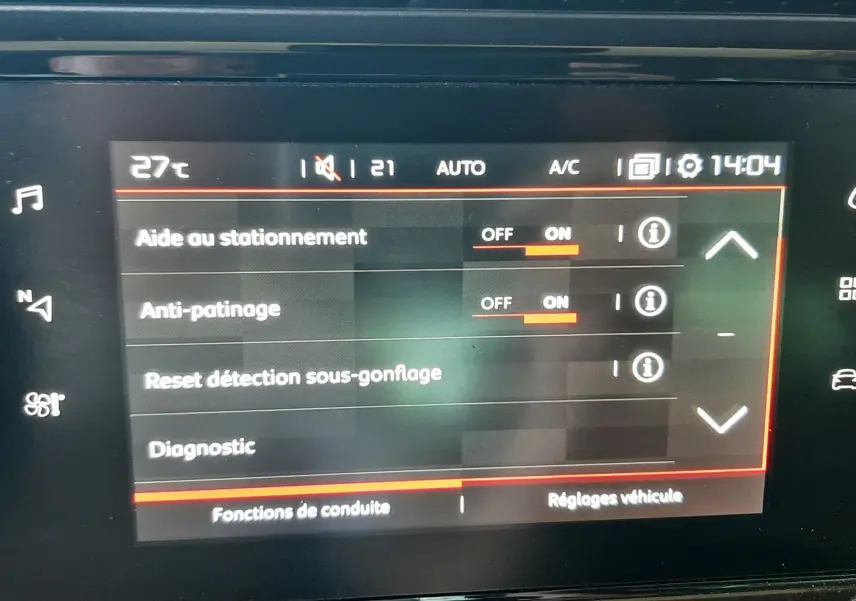 27°C 21 AUTO A/C 14:04
Aide au stationnement OFF ON
Anti-patinage OFF ON
Reset détection sous-gonflage
Diagnostic
Fonctions de conduite
Réglages véhicule
N